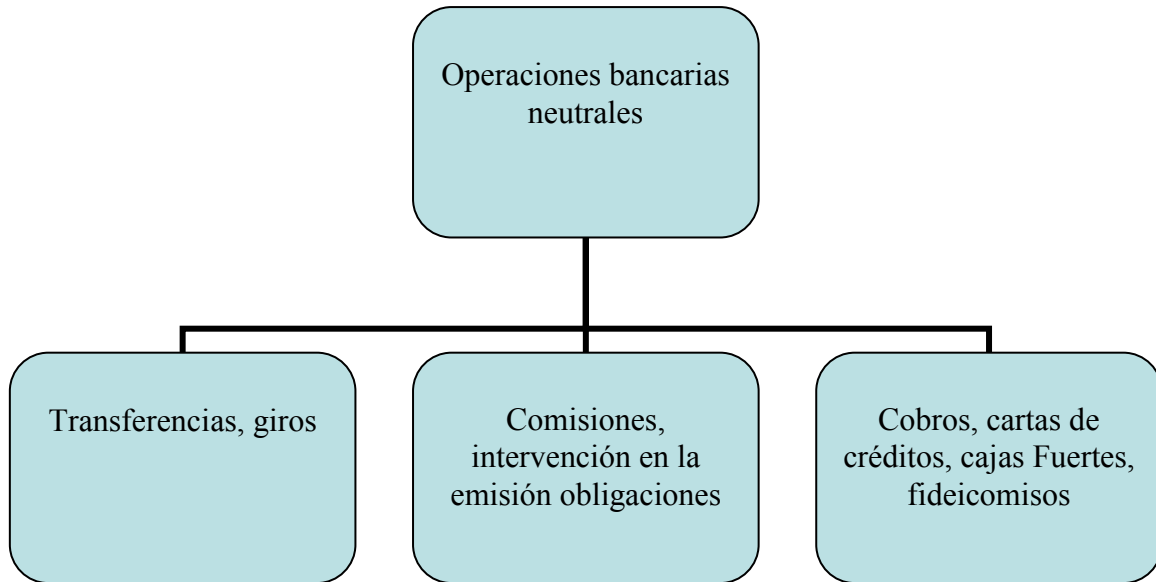 Operaciones bancarias
neutrales
Transferencias, giros
Comisiones,
intervención en la
emisión obligaciones
Cobros, cartas de
créditos, cajas Fuertes,
fideicomisos